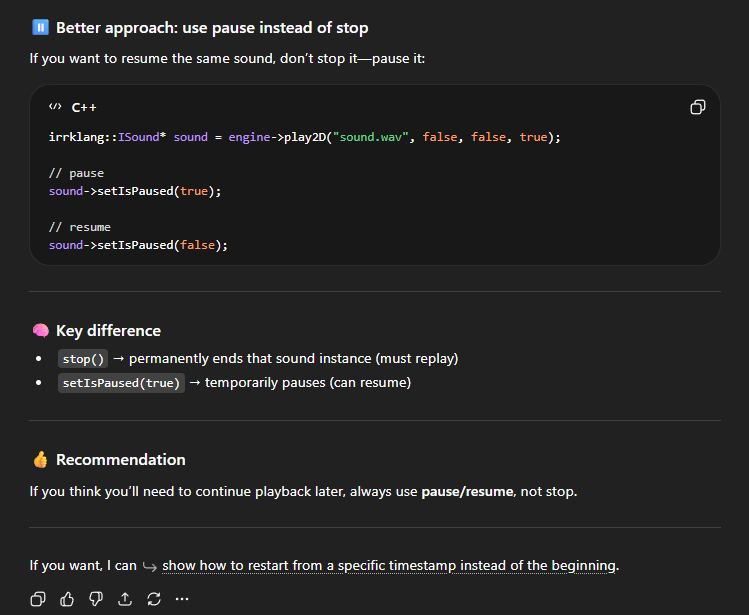 ⏸️ Better approach: use pause instead of stop
If you want to resume the same sound, don’t stop it—pause it:
</> C++
irrklang::ISound* sound = engine->play2D("sound.wav", false, false, true);
// pause
sound->setIsPaused(true);
// resume
sound->setIsPaused(false);
🧠 Key difference
• stop() → permanently ends that sound instance (must replay)
• setIsPaused(true) → temporarily pauses (can resume)
👍 Recommendation
If you think you’ll need to continue playback later, always use pause/resume, not stop.
If you want, I can ↪ show how to restart from a specific timestamp instead of the beginning.